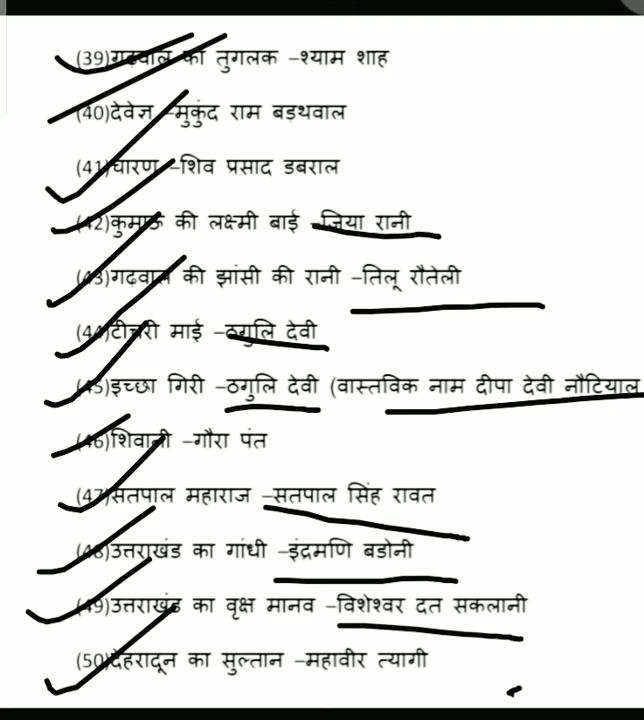 (39)गढ़वाल का तुगलक –श्याम शाह
(40)देवेज्ञ –मुकुंद राम बड़थवाल
(41)चारण –शिव प्रसाद डबराल
(42)कुमाऊं की लक्ष्मी बाई –जिया रानी
(43)गढ़वाल की झांसी की रानी –तिलू रौतेली
(44)टीचरी माई –ठगुलि देवी
(45)इच्छा गिरी –ठगुलि देवी (वास्तविक नाम दीपा देवी नौटियाल
(46)शिवानी –गौरा पंत
(47)सतपाल महाराज –सतपाल सिंह रावत
(48)उत्तराखंड का गांधी –इंद्रमणि बडोनी
(49)उत्तराखंड का वृक्ष मानव –विशेश्वर दत सकलानी
(50)देहरादून का सुल्तान –महावीर त्यागी